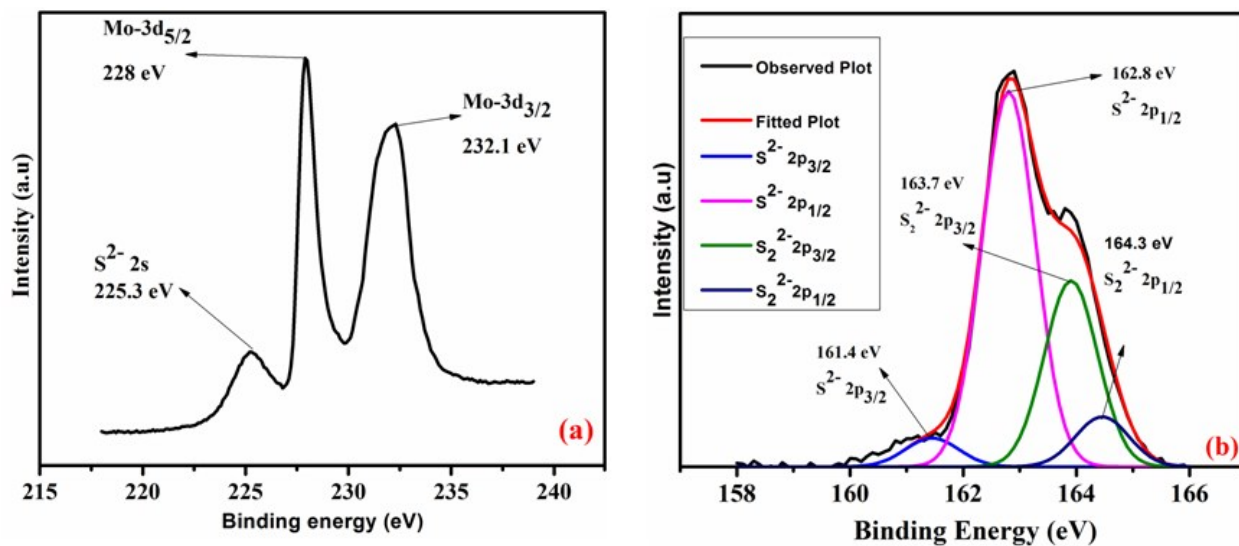 Mo-3d5/2
228 eV
Mo-3d3/2
232.1 eV
S2- 2s
225.3 eV
Intensity (a.u)
(a)
215 220 225 230 235 240
Binding energy (eV)
(b)
Observed Plot
Fitted Plot
S2- 2p3/2
S2- 2p1/2
S22- 2p3/2
S22- 2p1/2
162.8 eV
S2- 2p1/2
163.7 eV
S22- 2p3/2
164.3 eV
S22- 2p1/2
161.4 eV
S2- 2p3/2
Intensity (a.u)
(b)
158 160 162 164 166
Binding Energy (eV)